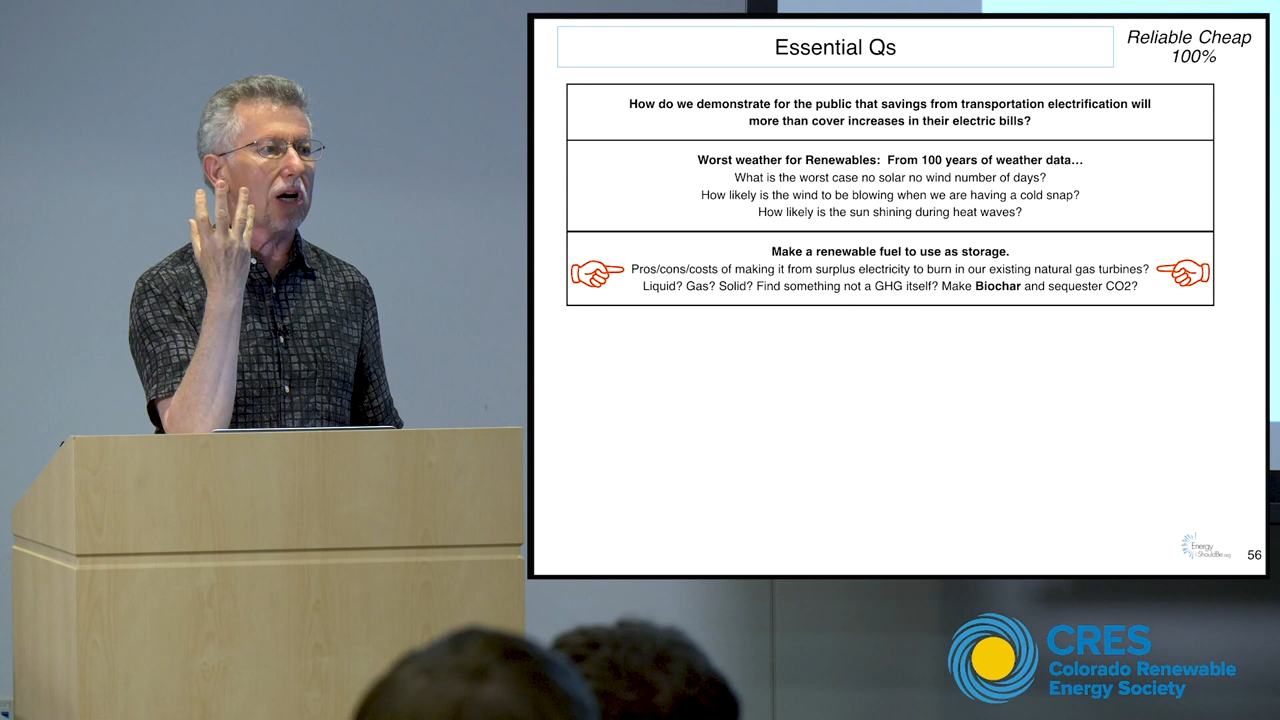 Essential Qs
Reliable Cheap
100%
How do we demonstrate for the public that savings from transportation electrification will
more than cover increases in their electric bills?
Worst weather for Renewables: From 100 years of weather data…
What is the worst case no solar no wind number of days?
How likely is the wind to be blowing when we are having a cold snap?
How likely is the sun shining during heat waves?
Make a renewable fuel to use as storage.
Pros/cons/costs of making it from surplus electricity to burn in our existing natural gas turbines?
Liquid? Gas? Solid? Find something not a GHG itself? Make Biochar and sequester CO2?
Energy
ShouldBe.org
56
CRES
Colorado Renewable
Energy Society